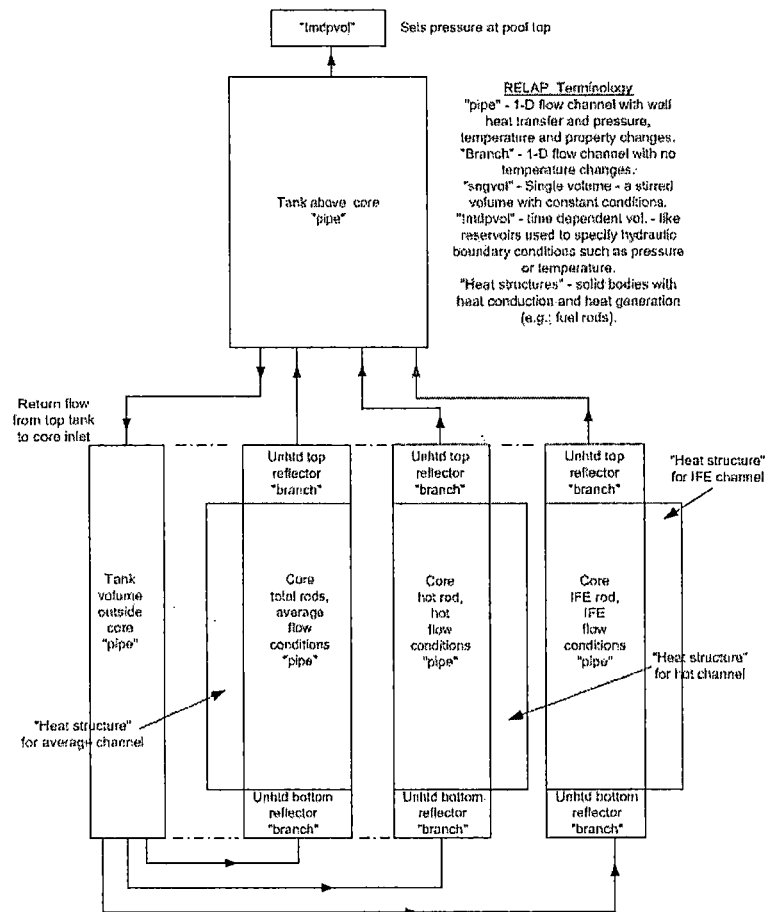 "tmdpvol"
Sets pressure at pool top
RELAP Terminology
"pipe" - 1-D flow channel with wall
heat transfer and pressure,
temperature and property changes.
"Branch" - 1-D flow channel with no
temperature changes.
"sngvol" - Single volume - a stirred
volume with constant conditions.
"tmdpvol" - time dependent vol. - like
reservoirs used to specify hydraulic
boundary conditions such as pressure
or temperature.
"Heat structures" - solid bodies with
heat conduction and heat generation
(e.g.; fuel rods).
Tank above core
"pipe"
Return flow
from top tank
to core inlet
Unhtd top
reflector
"branch"
Unhtd top
reflector
"branch"
Unhtd top
reflector
"branch"
"Heat structure"
for IFE channel
Tank
volume
outside
core
"pipe"
Core
total rods,
average
flow
conditions
"pipe"
Core
hot rod,
hot
flow
conditions
"pipe"
Core
IFE rod,
IFE
flow
conditions
"pipe"
"Heat structure"
for hot channel
"Heat structure"
for average channel
Unhtd bottom
reflector
"branch"
Unhtd bottom
reflector
"branch"
Unhtd bottom
reflector
"branch"